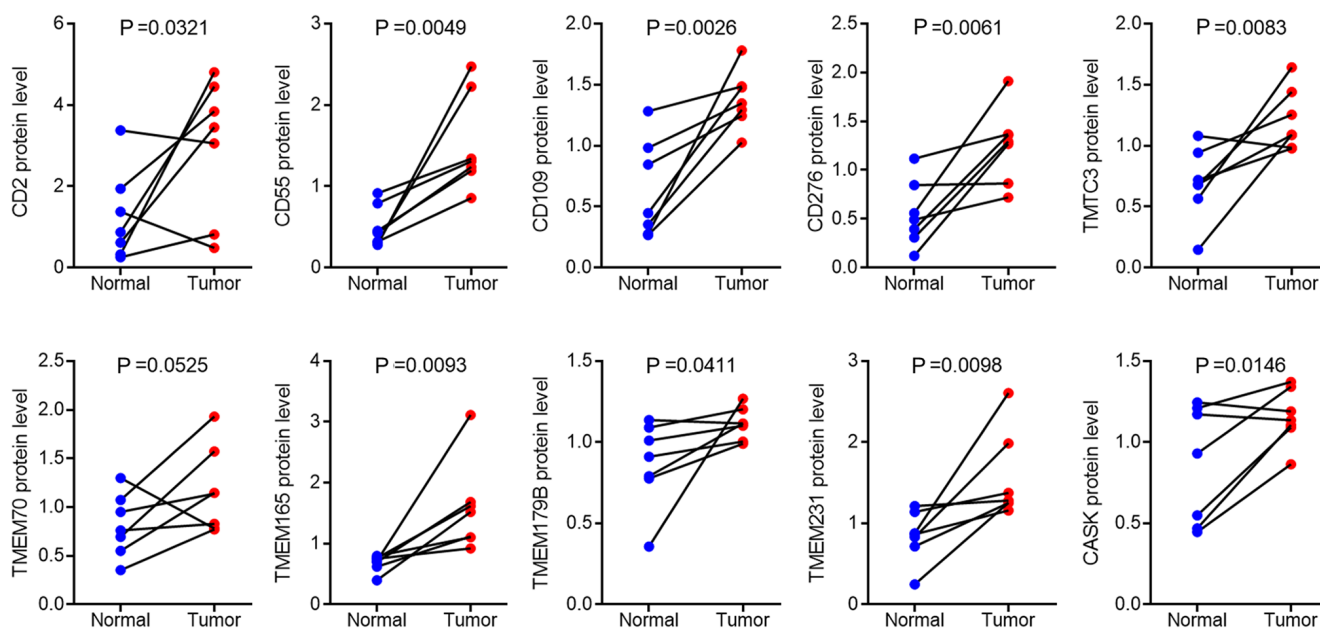 CD2 protein level
6
4
2
0
P =0.0321
Normal Tumor
CD55 protein level
3
2
1
0
P =0.0049
Normal Tumor
CD109 protein level
2.0
1.5
1.0
0.5
0.0
P =0.0026
Normal Tumor
CD276 protein level
2.5
2.0
1.5
1.0
0.5
0.0
P =0.0061
Normal Tumor
TMTC3 protein level
2.0
1.5
1.0
0.5
0.0
P =0.0083
Normal Tumor
TMEM70 protein level
2.5
2.0
1.5
1.0
0.5
0.0
P =0.0525
Normal Tumor
TMEM165 protein level
4
3
2
1
0
P =0.0093
Normal Tumor
TMEM179B protein level
1.5
1.0
0.5
0.0
P =0.0411
Normal Tumor
TMEM231 protein level
3
2
1
0
P =0.0098
Normal Tumor
CASK protein level
1.5
1.0
0.5
0.0
P =0.0146
Normal Tumor